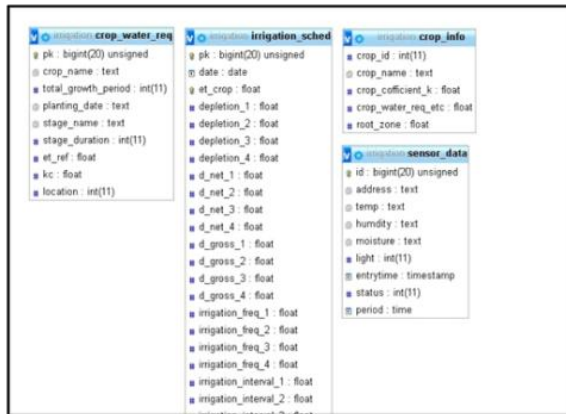 irrigation crop_water_req
pk : bigint(20) unsigned
crop_name : text
total_growth_period : int(11)
planting_date : text
stage_name : text
stage_duration : int(11)
et_ref : float
kc : float
location : int(11)
irrigation irrigation_sched
pk : bigint(20) unsigned
date : date
et_crop : float
depletion_1 : float
depletion_2 : float
depletion_3 : float
depletion_4 : float
d_net_1 : float
d_net_2 : float
d_net_3 : float
d_net_4 : float
d_gross_1 : float
d_gross_2 : float
d_gross_3 : float
d_gross_4 : float
irrigation_freq_1 : float
irrigation_freq_2 : float
irrigation_freq_3 : float
irrigation_freq_4 : float
irrigation_interval_1 : float
irrigation_interval_2 : float
irrigation crop_info
crop_id : int(11)
crop_name : text
crop_cofficient_k : float
crop_water_req_etc : float
root_zone : float
irrigation sensor_data
id : bigint(20) unsigned
address : text
temp : text
humdity : text
moisture : text
light : int(11)
entrytime : timestamp
status : int(11)
period : time